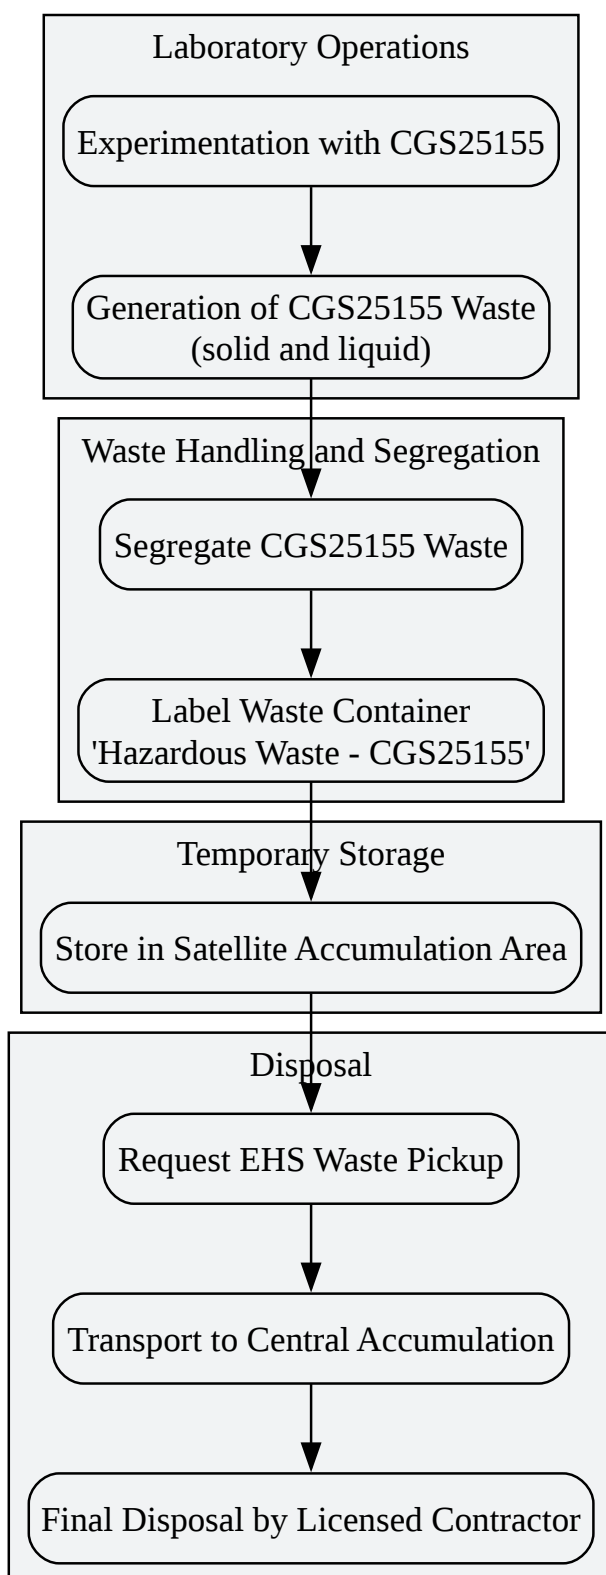 Laboratory Operations
Experimentation with CGS25155
Generation of CGS25155 Waste
(solid and liquid)
Waste Handling and Segregation
Segregate CGS25155 Waste
Label Waste Container
'Hazardous Waste - CGS25155'
Temporary Storage
Store in Satellite Accumulation Area
Disposal
Request EHS Waste Pickup
Transport to Central Accumulation
Final Disposal by Licensed Contractor